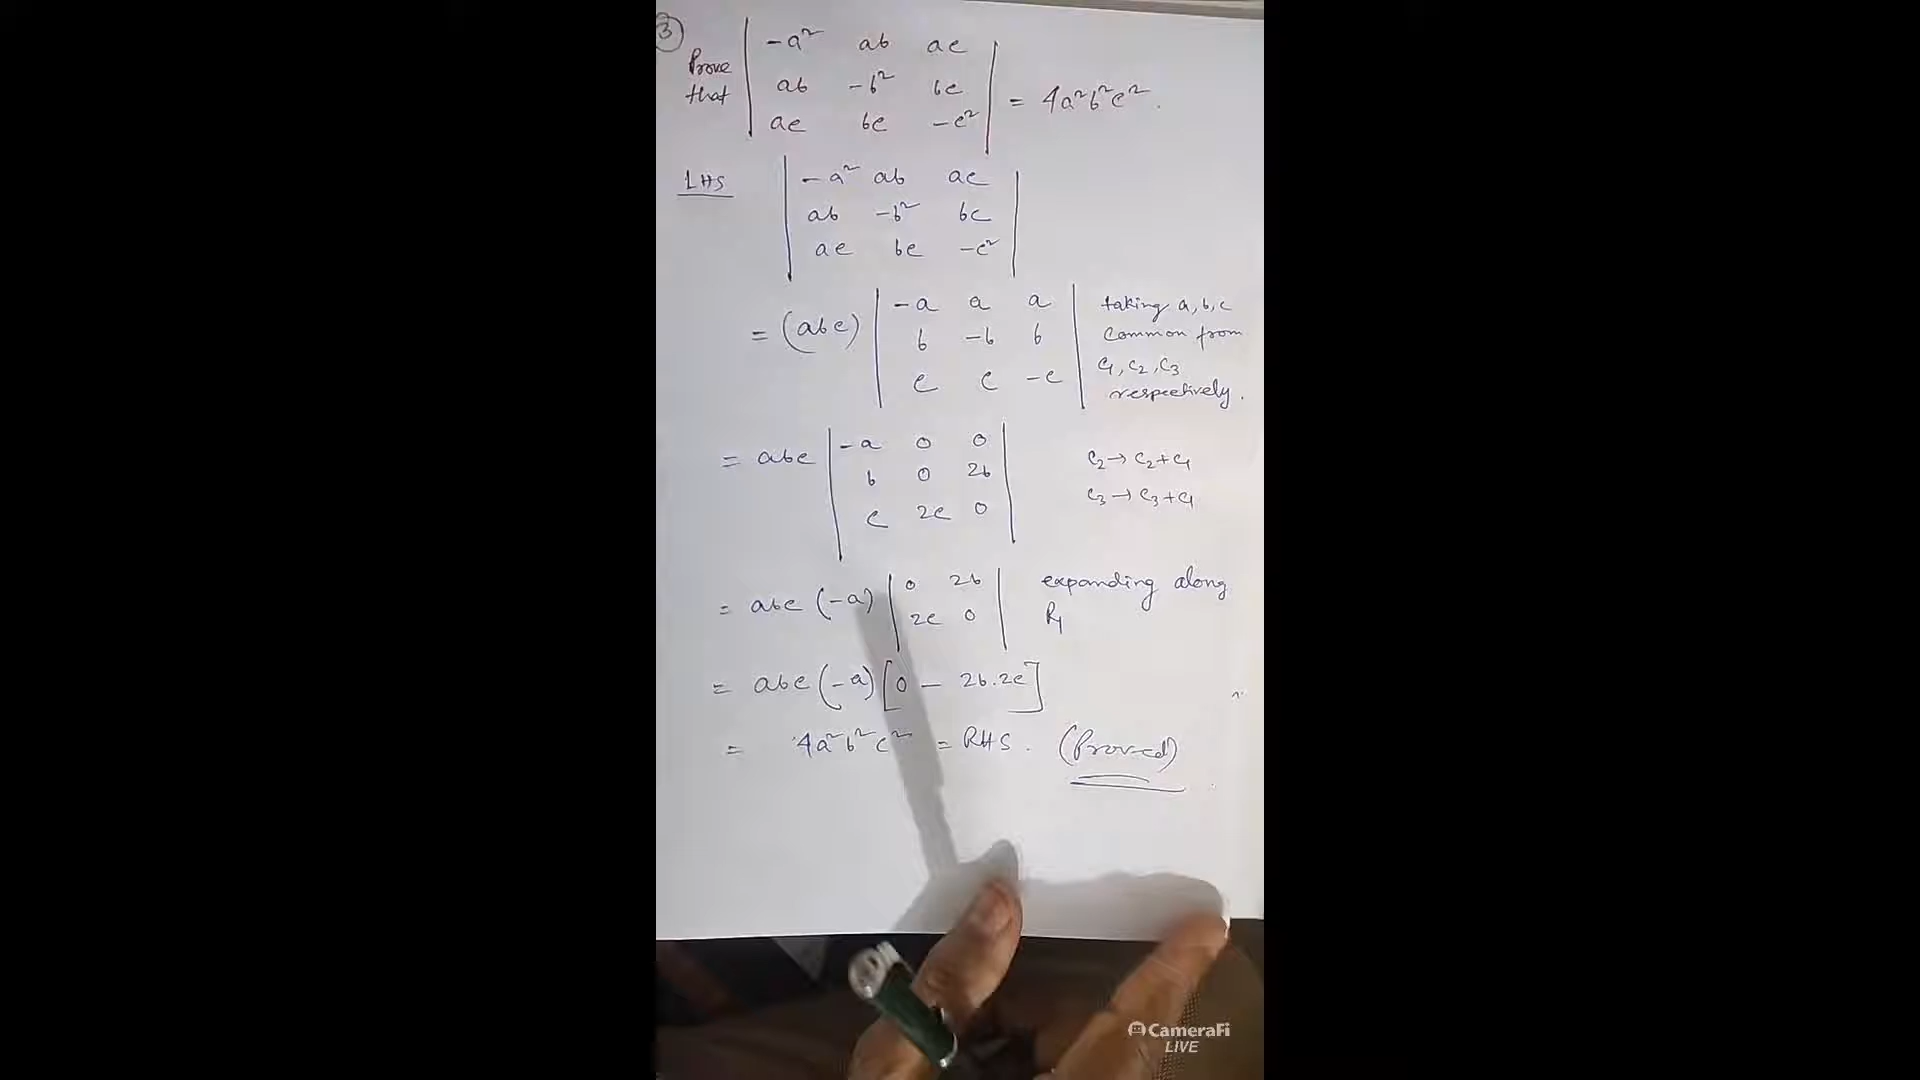 ③
Prove that | -a² ab ac |
| ab -b² bc | = 4a²b²c².
| ac bc -c² |
LHS | -a² ab ac |
| ab -b² bc |
| ac bc -c² |
= (abc) | -a a a | taking a, b, c
| b -b b | common from
| c c -c | C₁, C₂, C₃
respectively.
= abc | -a 0 0 | C₂ → C₂ + C₁
| b 0 2b | C₃ → C₃ + C₁
| c 2c 0 |
= abc (-a) | 0 2b | expanding along
| 2c 0 | R₁
= abc (-a) [0 - 2b.2c]
= 4a²b²c² = RHS. (Proved)
CameraFi
LIVE